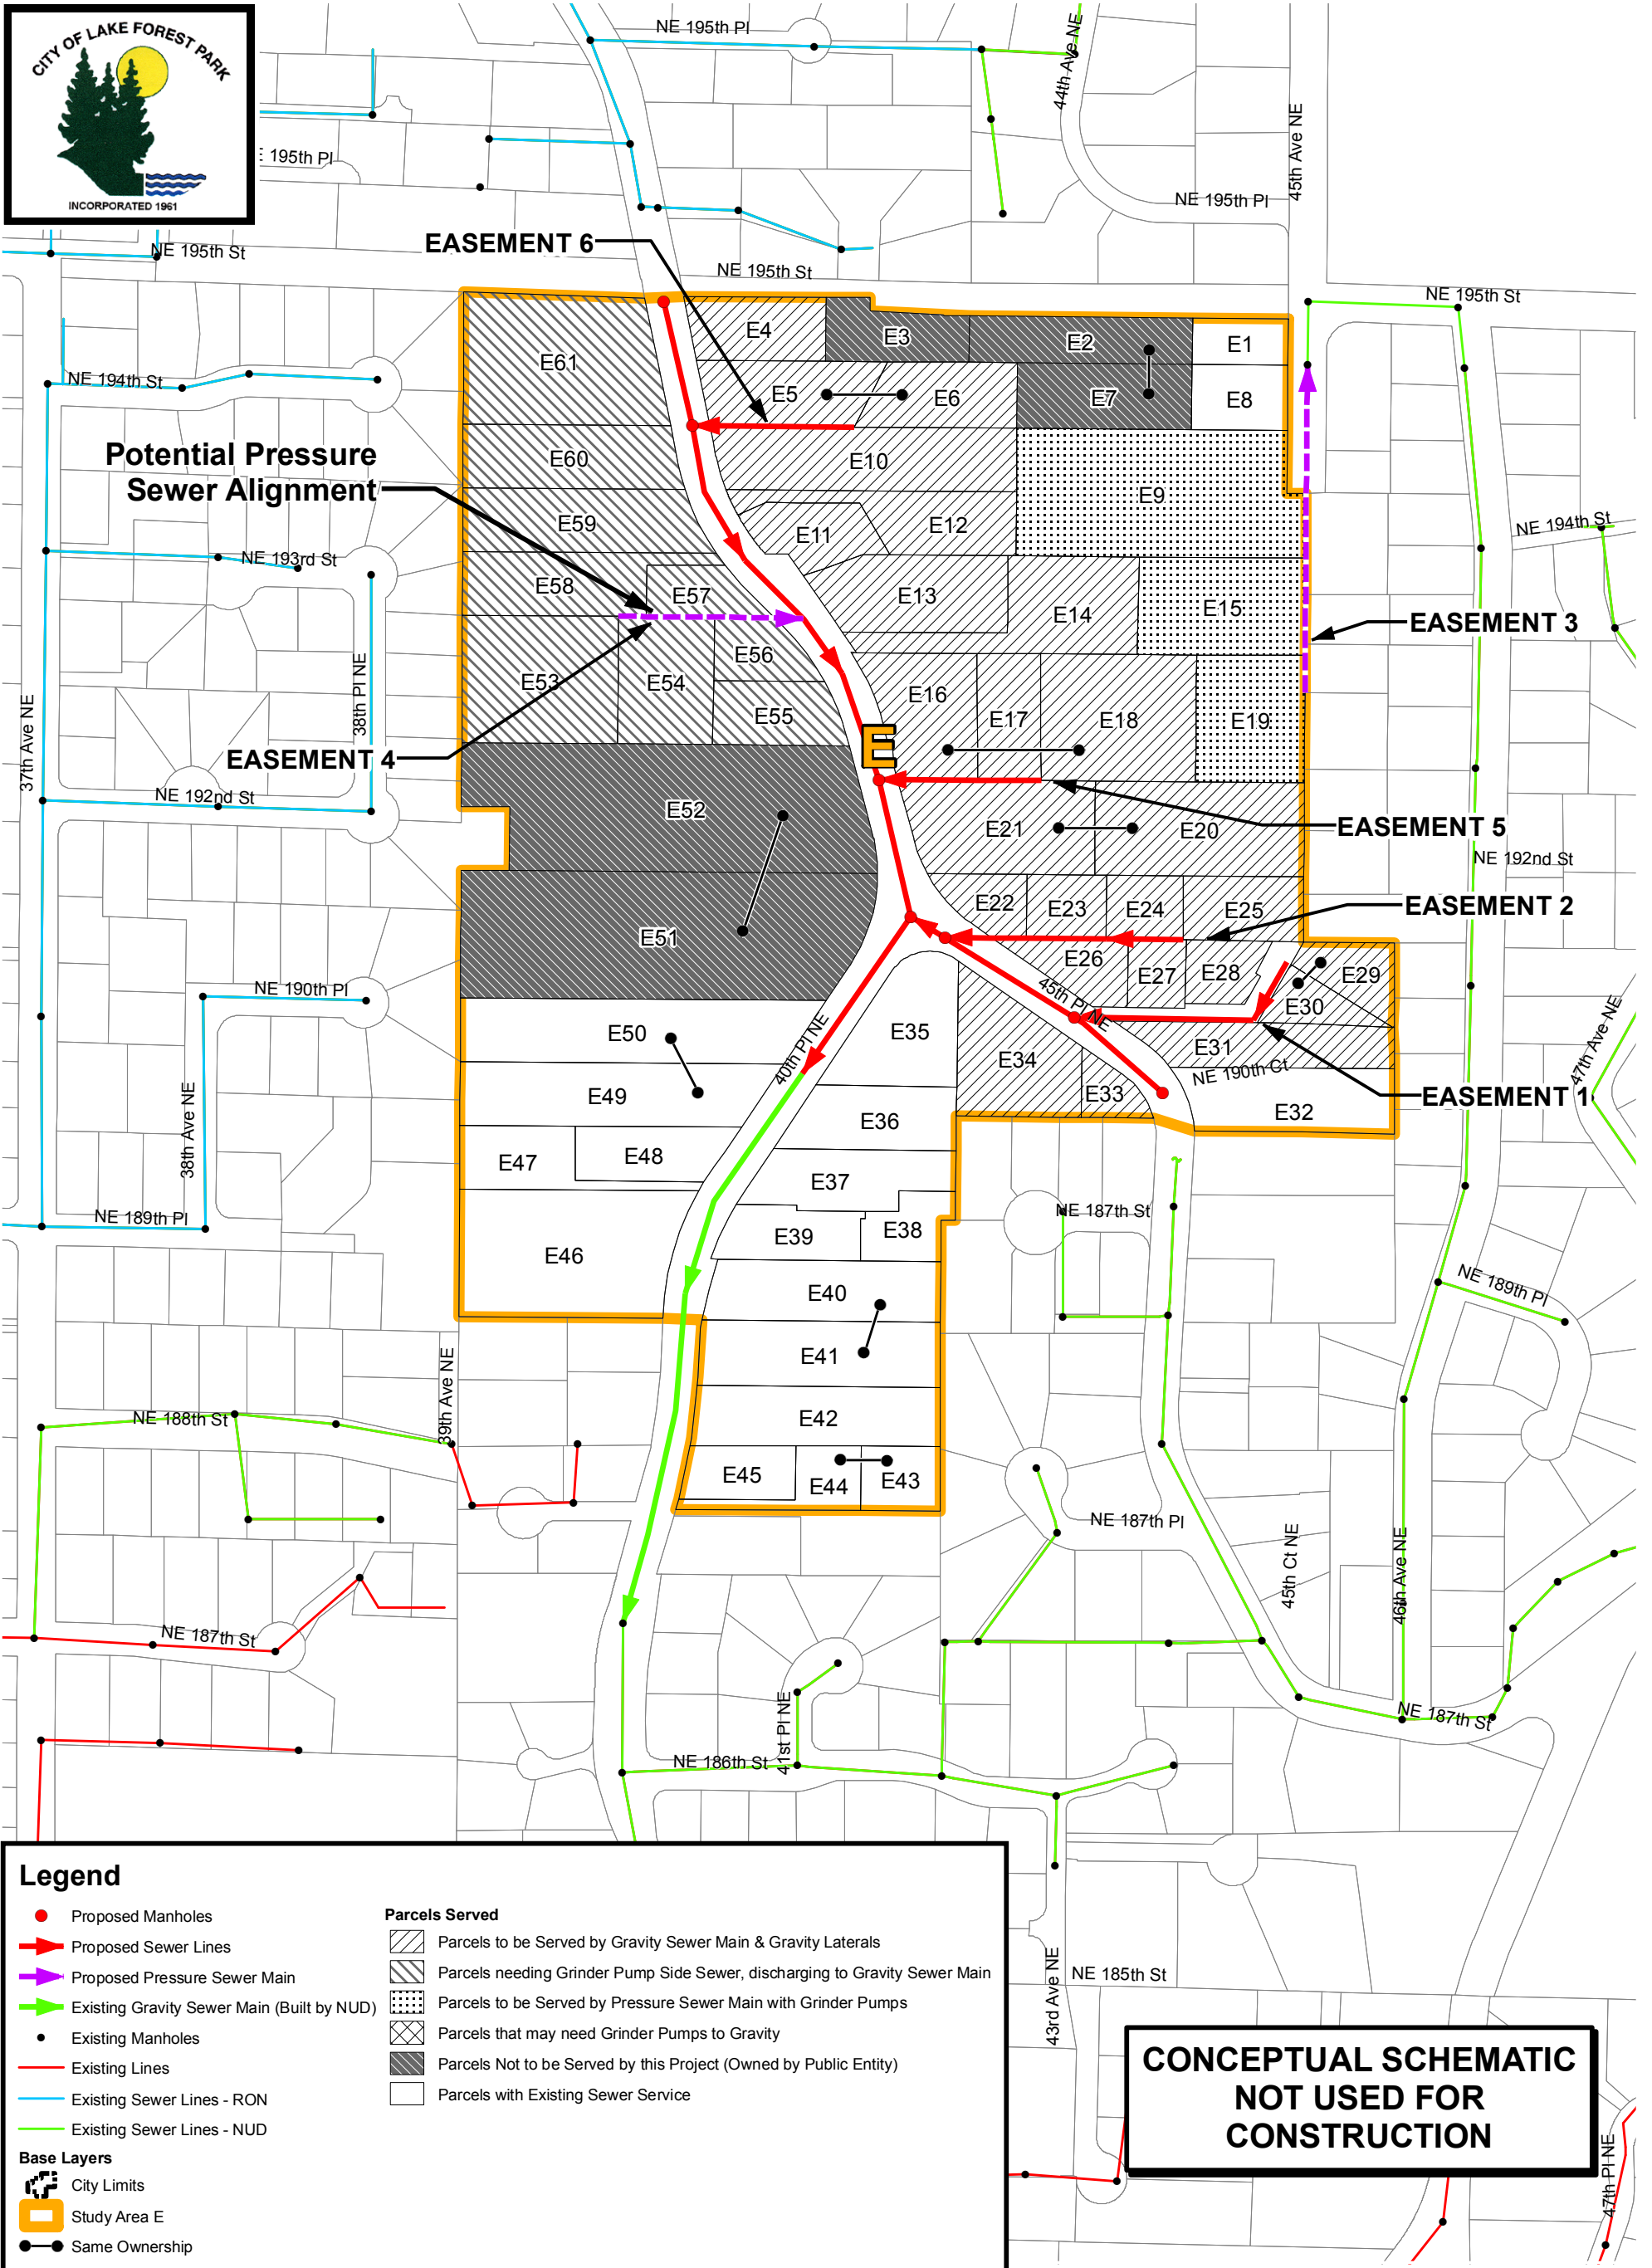 CITY OF LAKE FOREST PARK
INCORPORATED 1961
NE 195th Pl
44th Ave NE
45th Ave NE
E 195th Pl
NE 195th Pl
NE 195th St
EASEMENT 6
NE 195th St
NE 195th St
E4
E3
E2
E1
E61
NE 194th St
E5
E6
E7
E8
Potential Pressure
Sewer Alignment
E60
E10
E9
E59
E11
E12
NE 194th St
NE 193rd St
E58
E57
E13
E14
E15
EASEMENT 3
38th Pl NE
E53
E54
E56
E55
E16
E17
E18
E19
37th Ave NE
EASEMENT 4
E
NE 192nd St
E52
E21
E20
EASEMENT 5
NE 192nd St
E51
E22
E23
E24
E25
EASEMENT 2
E26
E27
E28
E29
E30
NE 190th Pl
45th Pl NE
E50
40th Pl NE
E35
E34
E31
NE 190th Ct
47th Ave NE
E49
E33
EASEMENT 1
E32
38th Ave NE
E36
E47
E48
E37
NE 189th Pl
E39
E38
NE 187th St
E46
E40
NE 189th Pl
39th Ave NE
E41
NE 188th St
E42
E45
E44
E43
NE 187th Pl
45th Ct NE
46th Ave NE
NE 187th St
41st Pl NE
NE 187th St
NE 186th St
43rd Ave NE
NE 185th St
47th Pl NE
Legend
Proposed Manholes
Proposed Sewer Lines
Proposed Pressure Sewer Main
Existing Gravity Sewer Main (Built by NUD)
Existing Manholes
Existing Lines
Existing Sewer Lines - RON
Existing Sewer Lines - NUD
Base Layers
City Limits
Study Area E
Same Ownership
Parcels Served
Parcels to be Served by Gravity Sewer Main & Gravity Laterals
Parcels needing Grinder Pump Side Sewer, discharging to Gravity Sewer Main
Parcels to be Served by Pressure Sewer Main with Grinder Pumps
Parcels that may need Grinder Pumps to Gravity
Parcels Not to be Served by this Project (Owned by Public Entity)
Parcels with Existing Sewer Service
CONCEPTUAL SCHEMATIC
NOT USED FOR
CONSTRUCTION